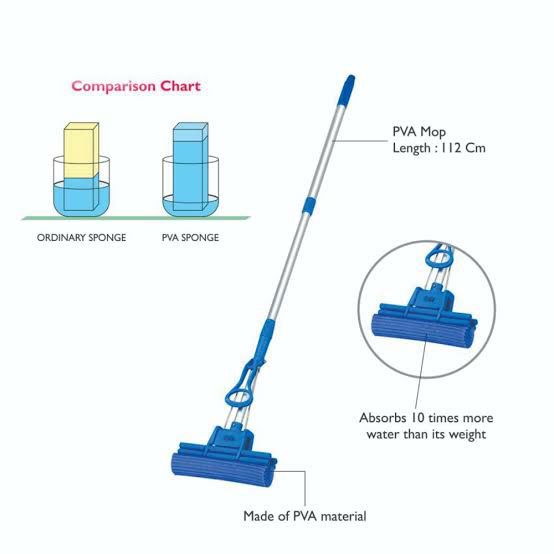 Comparison Chart
ORDINARY SPONGE
PVA SPONGE
PVA Mop
Length : 112 Cm
Absorbs 10 times more
water than its weight
Made of PVA material